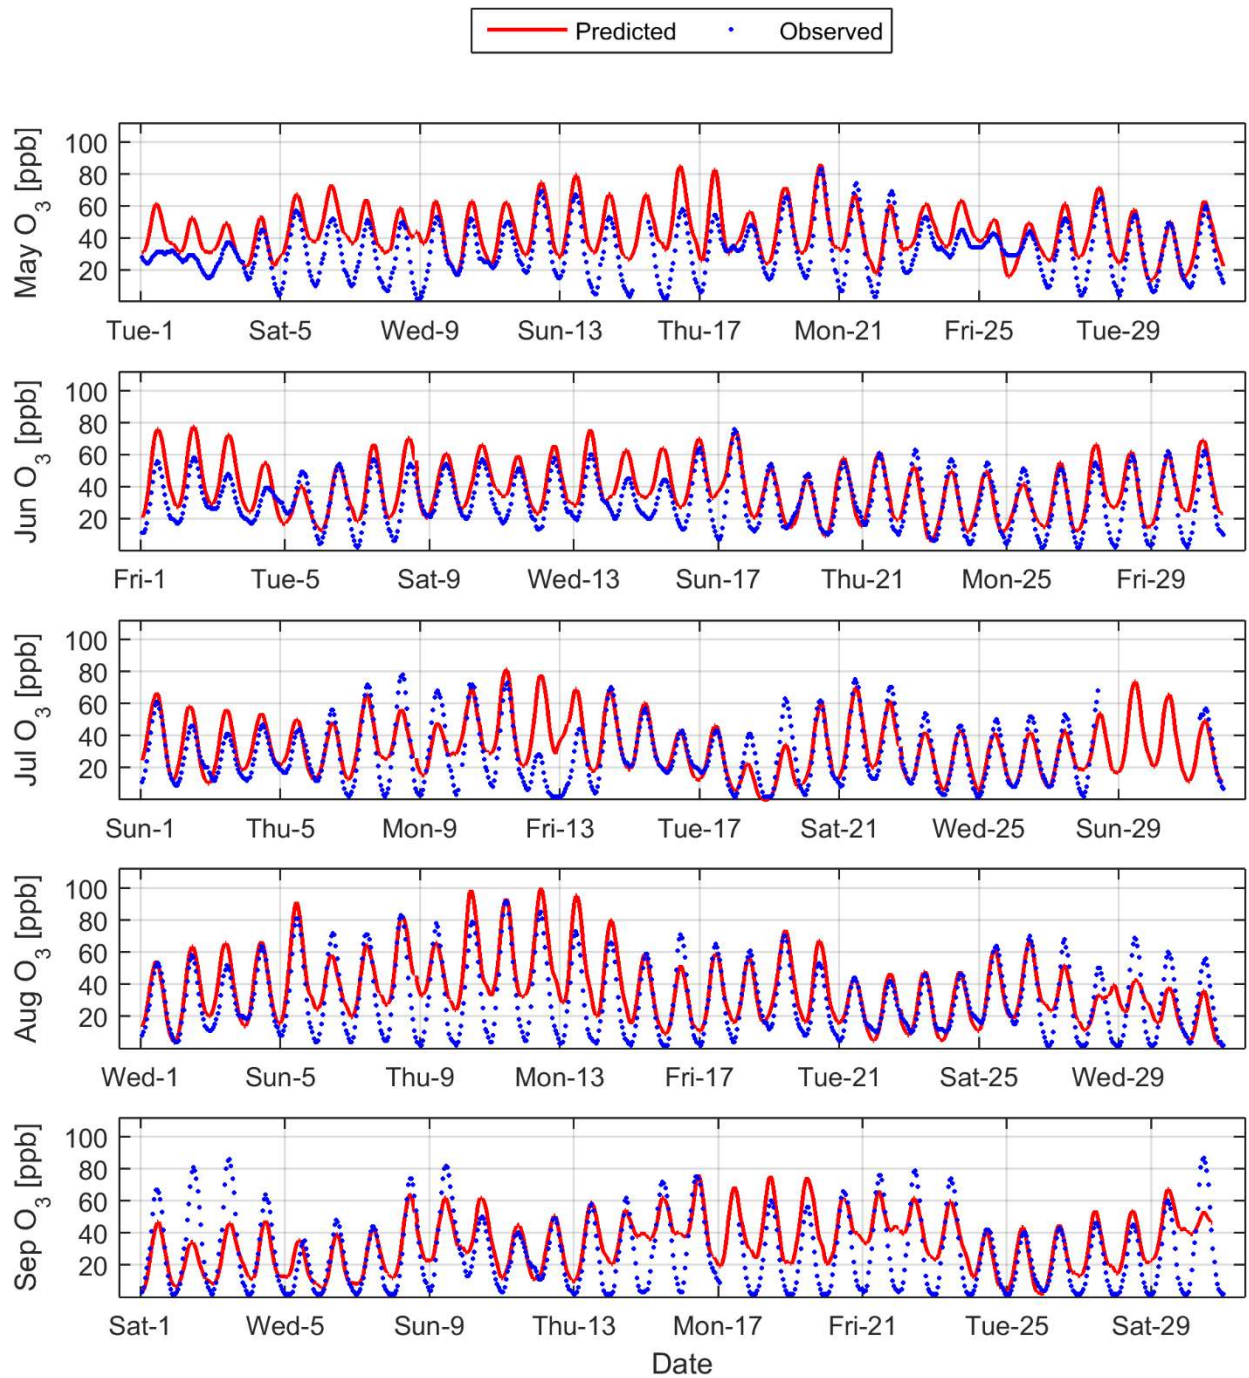 Predicted Observed
May O3 [ppb]
100
80
60
40
20
Tue-1 Sat-5 Wed-9 Sun-13 Thu-17 Mon-21 Fri-25 Tue-29
Jun O3 [ppb]
100
80
60
40
20
Fri-1 Tue-5 Sat-9 Wed-13 Sun-17 Thu-21 Mon-25 Fri-29
Jul O3 [ppb]
100
80
60
40
20
Sun-1 Thu-5 Mon-9 Fri-13 Tue-17 Sat-21 Wed-25 Sun-29
Aug O3 [ppb]
100
80
60
40
20
Wed-1 Sun-5 Thu-9 Mon-13 Fri-17 Tue-21 Sat-25 Wed-29
Sep O3 [ppb]
100
80
60
40
20
Sat-1 Wed-5 Sun-9 Thu-13 Mon-17 Fri-21 Tue-25 Sat-29
Date